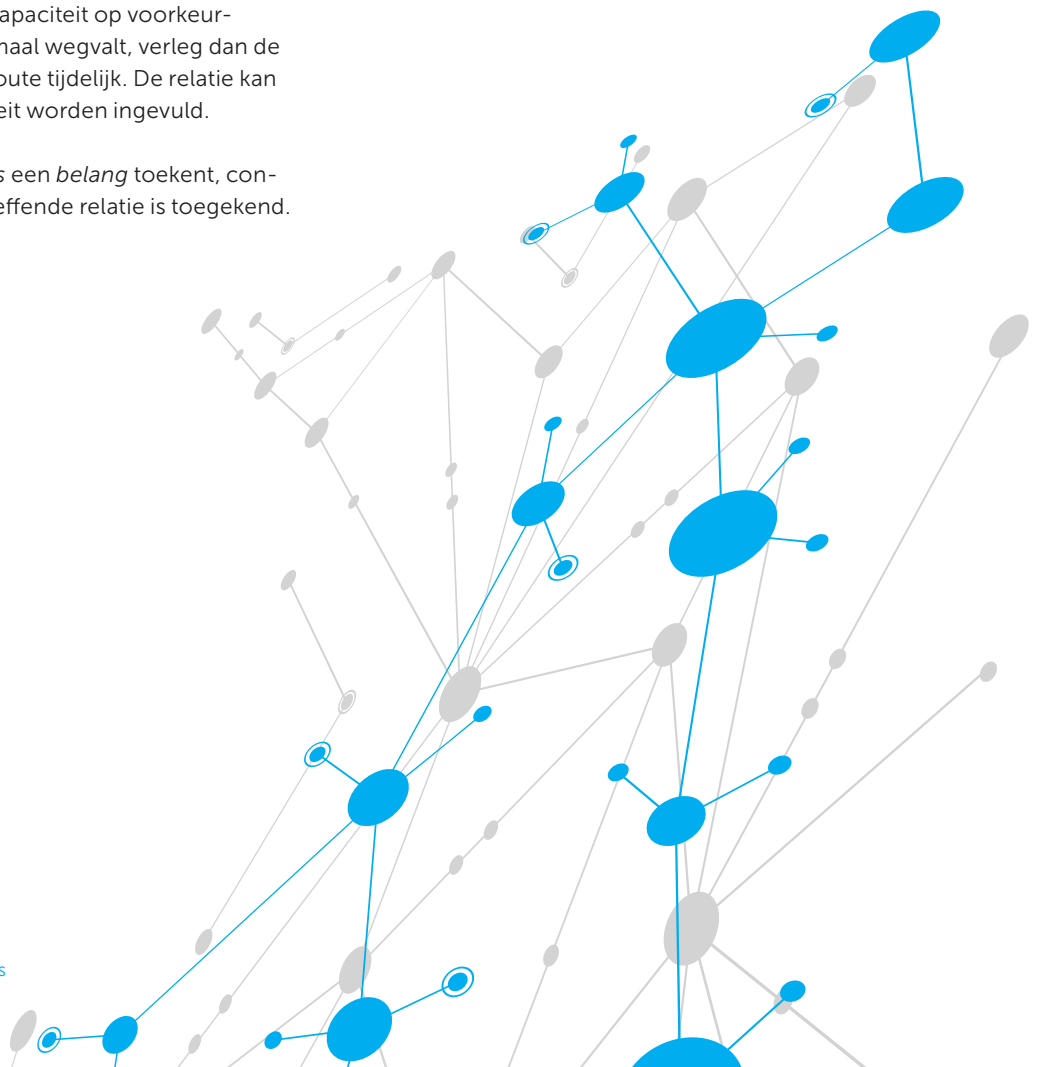 apaciteit op voorkeur-
naal wegvalt, verleg dan de
oute tijdelijk. De relatie kan
eit worden ingevuld.
s een belang toekent, con-
effende relatie is toegekend.
s